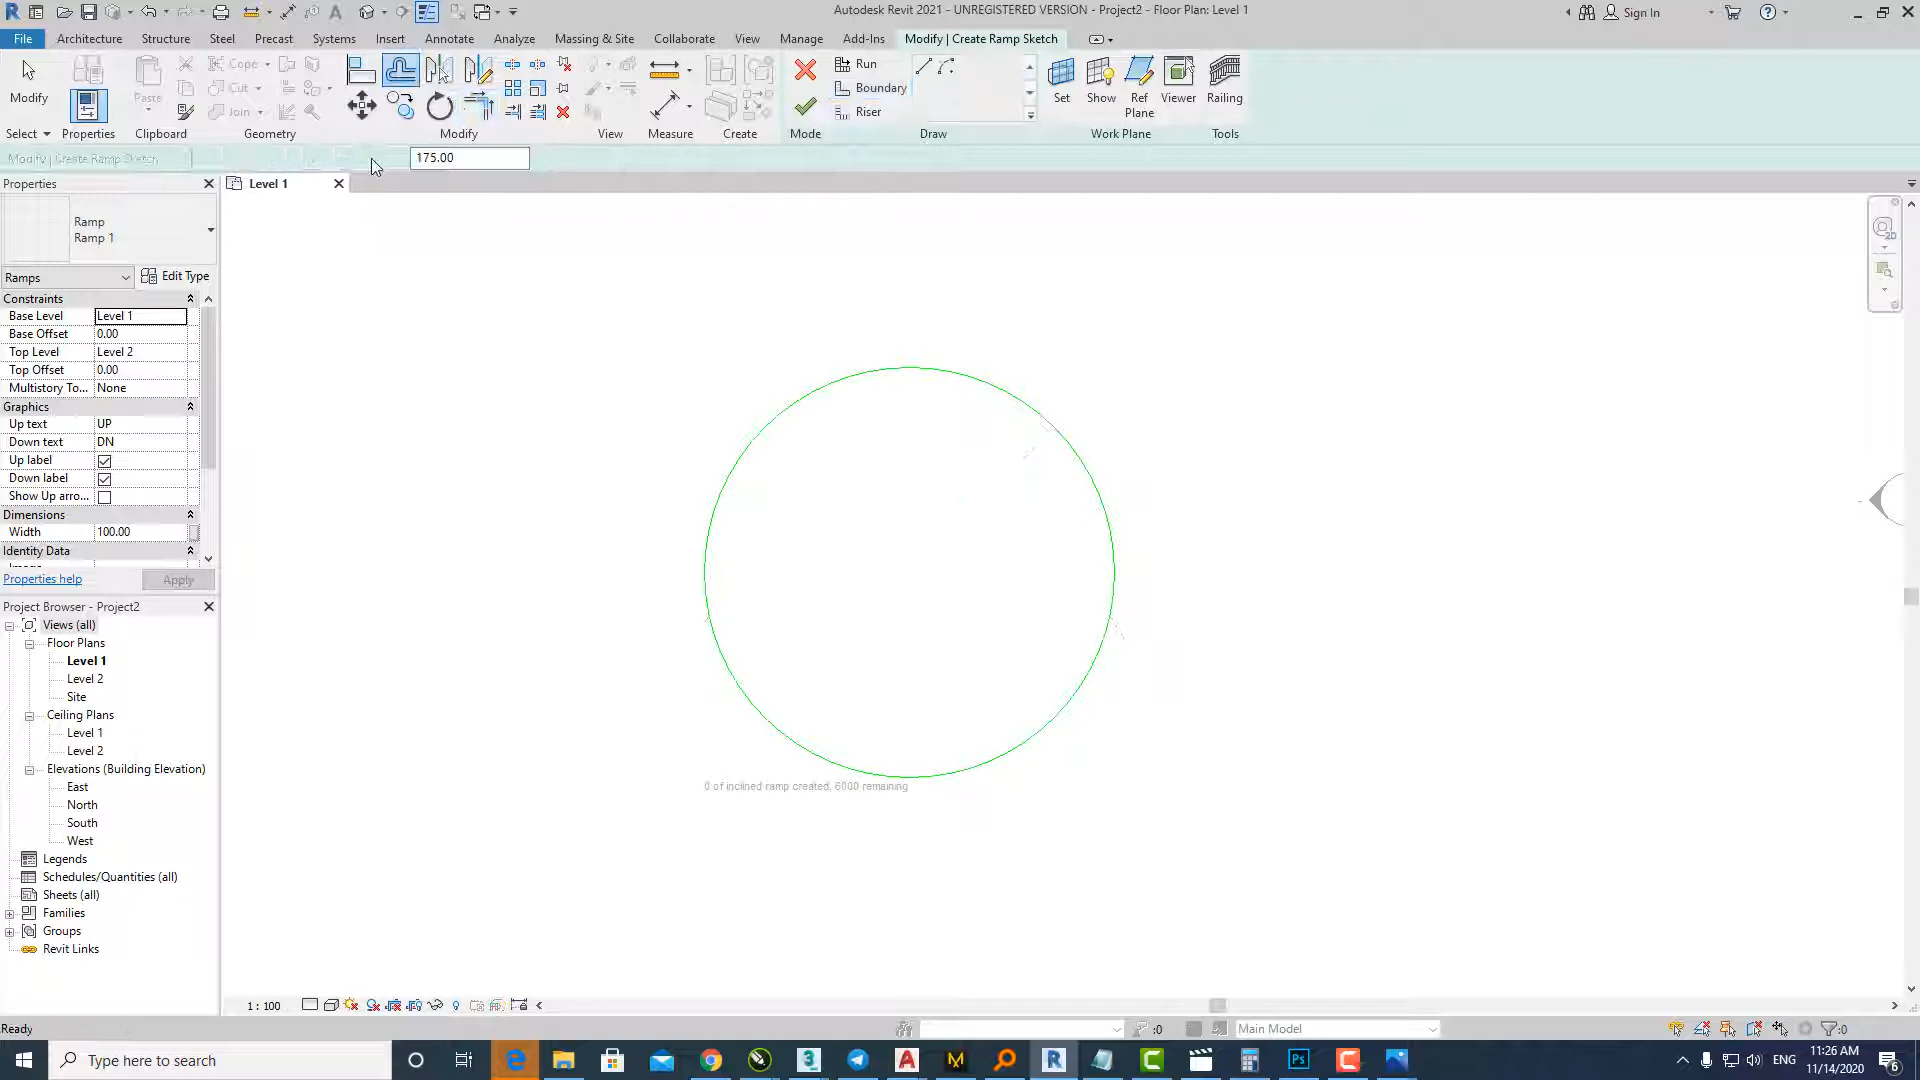 Autodesk Revit 2021 - UNREGISTERED VERSION - Project2 - Floor Plan: Level 1
Sign In
File
Architecture
Structure
Steel
Precast
Systems
Insert
Annotate
Analyze
Massing & Site
Collaborate
View
Manage
Add-Ins
Modify | Create Ramp Sketch
Modify
Paste
Cope
Cut
Join
Run
Boundary
Riser
Set
Show
Ref
Plane
Viewer
Railing
Select
Properties
Clipboard
Geometry
Modify
View
Measure
Create
Mode
Draw
Work Plane
Tools
Modify | Create Ramp Sketch
175.00
Properties
Level 1
Ramp
Ramp 1
Ramps
Edit Type
Constraints
Base Level Level 1
Base Offset 0.00
Top Level Level 2
Top Offset 0.00
Multistory To... None
Graphics
Up text UP
Down text DN
Up label
Down label
Show Up arro...
Dimensions
Width 100.00
Identity Data
Properties help
Apply
Project Browser - Project2
Views (all)
Floor Plans
Level 1
Level 2
Site
Ceiling Plans
Level 1
Level 2
Elevations (Building Elevation)
East
North
South
West
Legends
Schedules/Quantities (all)
Sheets (all)
Families
Groups
Revit Links
0 of inclined ramp created, 6000 remaining
2D
1 : 100
Ready
:0
Main Model
:0
Type here to search
ENG
11:26 AM
11/14/2020
6